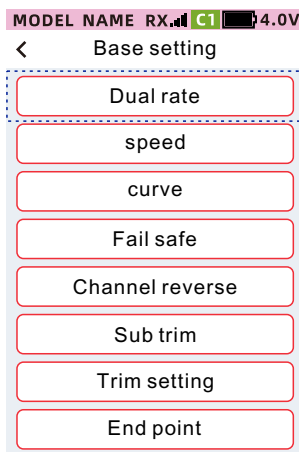 MODEL NAME RX C1 4.0V
< Base setting
Dual rate
speed
curve
Fail safe
Channel reverse
Sub trim
Trim setting
End point